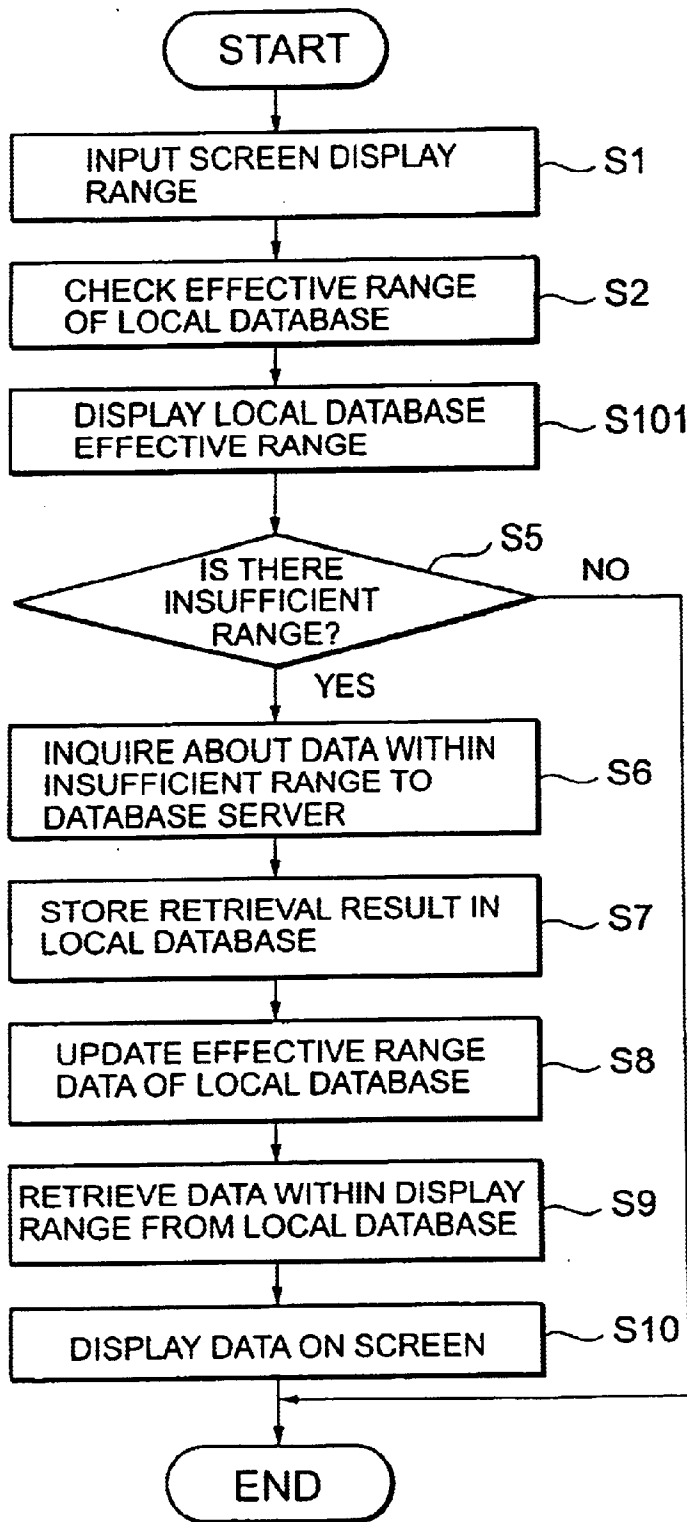 START
INPUT SCREEN DISPLAY
RANGE
S1
CHECK EFFECTIVE RANGE
OF LOCAL DATABASE
S2
DISPLAY LOCAL DATABASE
EFFECTIVE RANGE
S101
S5
IS THERE
INSUFFICIENT
RANGE?
NO
YES
INQUIRE ABOUT DATA WITHIN
INSUFFICIENT RANGE TO
DATABASE SERVER
S6
STORE RETRIEVAL RESULT IN
LOCAL DATABASE
S7
UPDATE EFFECTIVE RANGE
DATA OF LOCAL DATABASE
S8
RETRIEVE DATA WITHIN DISPLAY
RANGE FROM LOCAL DATABASE
S9
DISPLAY DATA ON SCREEN
S10
END